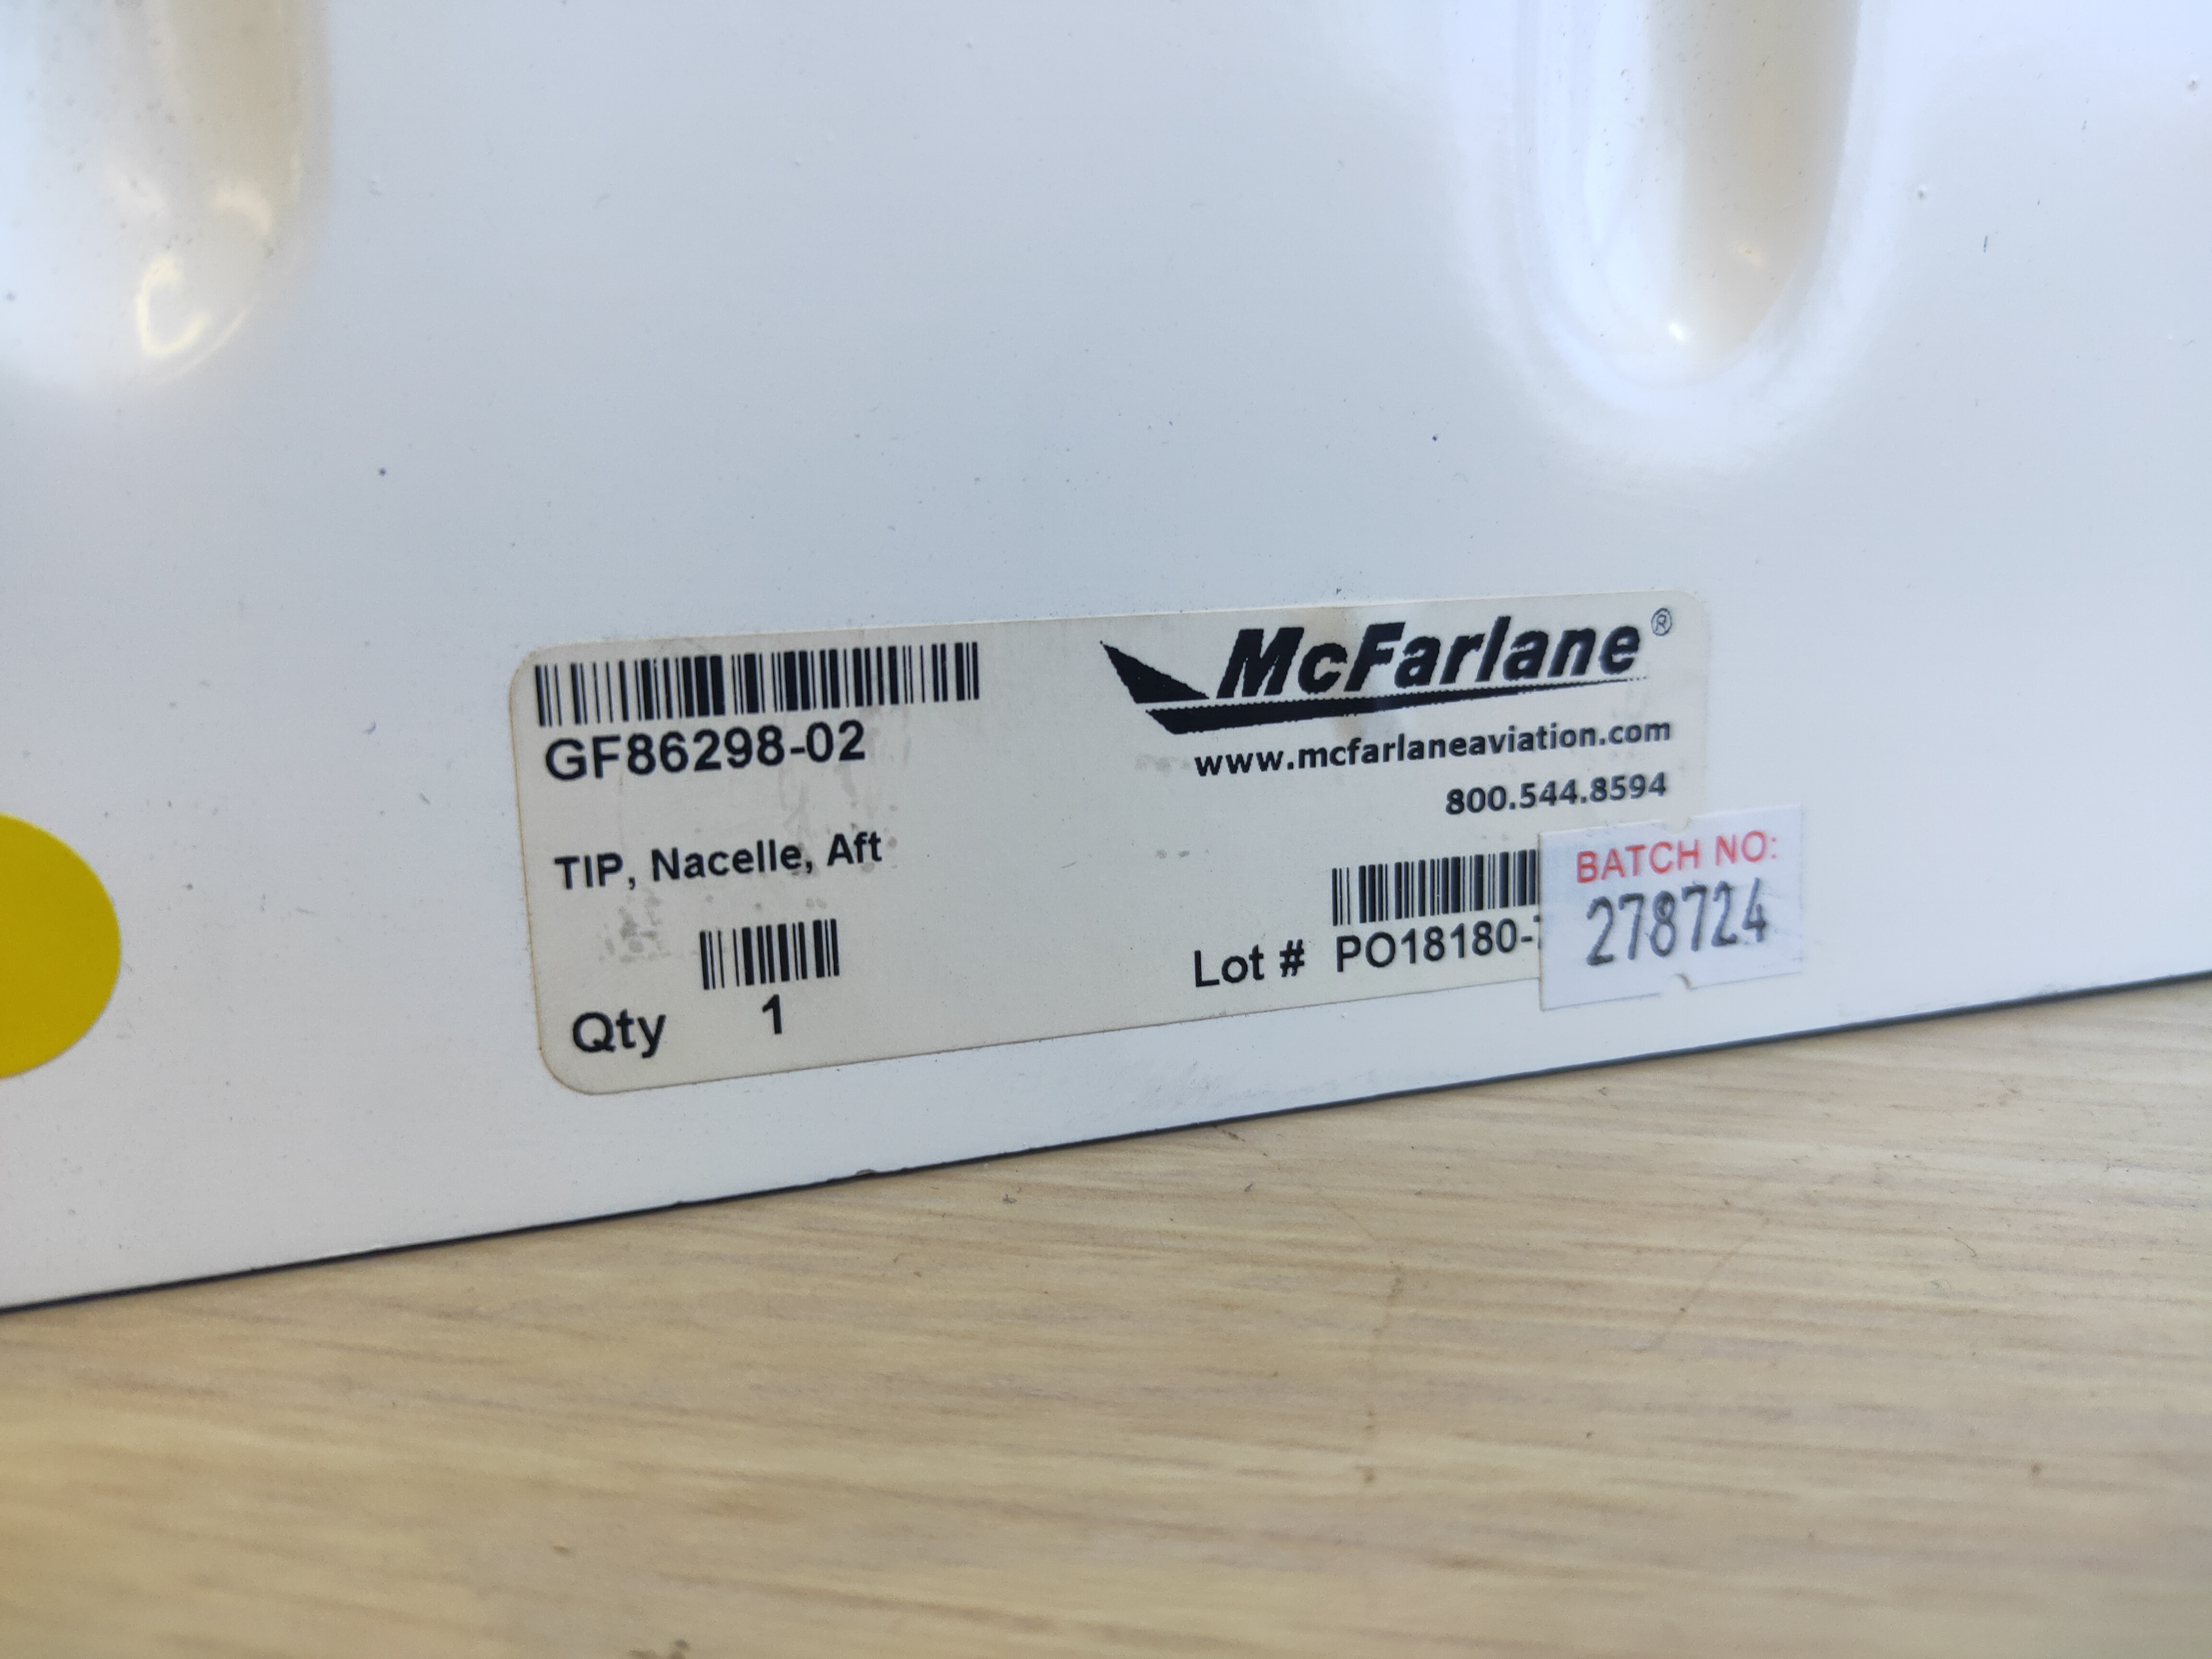 GF86298-02
McFarlane®
www.mcfarlaneaviation.com
800.544.8594
TIP, Nacelle, Aft
Qty 1
Lot # PO18180-
BATCH NO:
278724